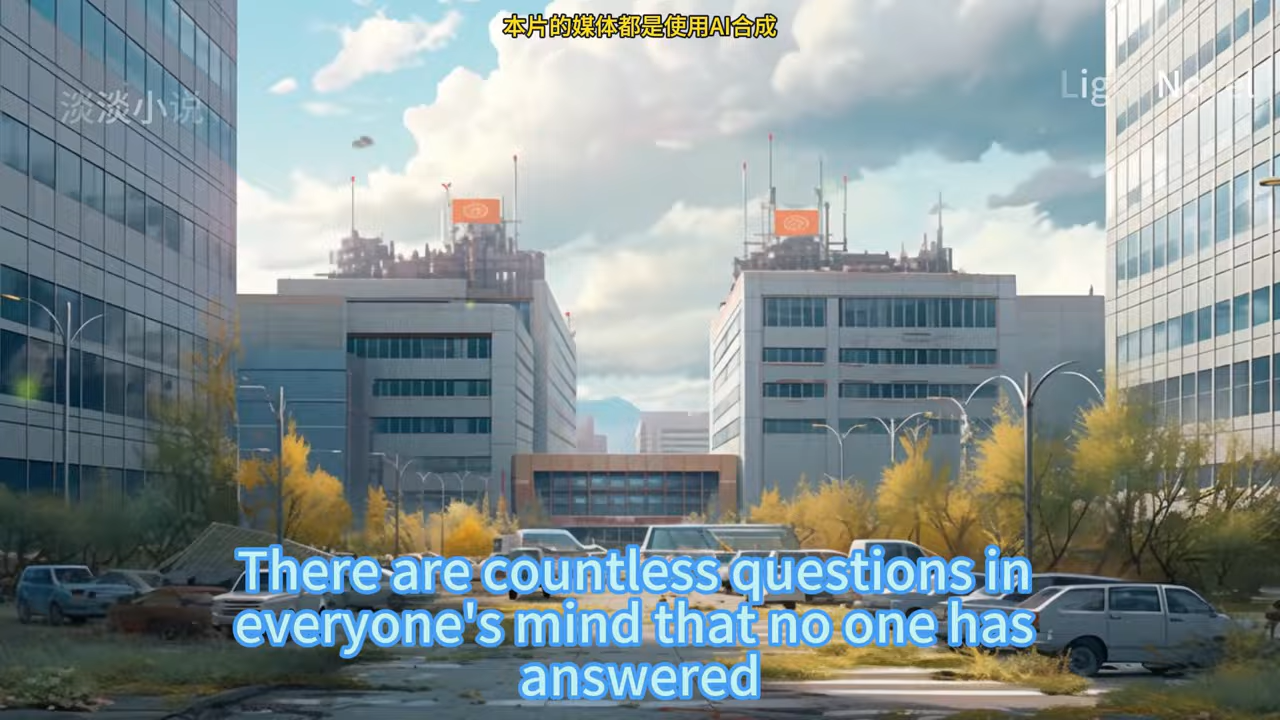 本片的媒体都是使用AI合成
淡淡小说
There are countless questions in
everyone's mind that no one has
answered